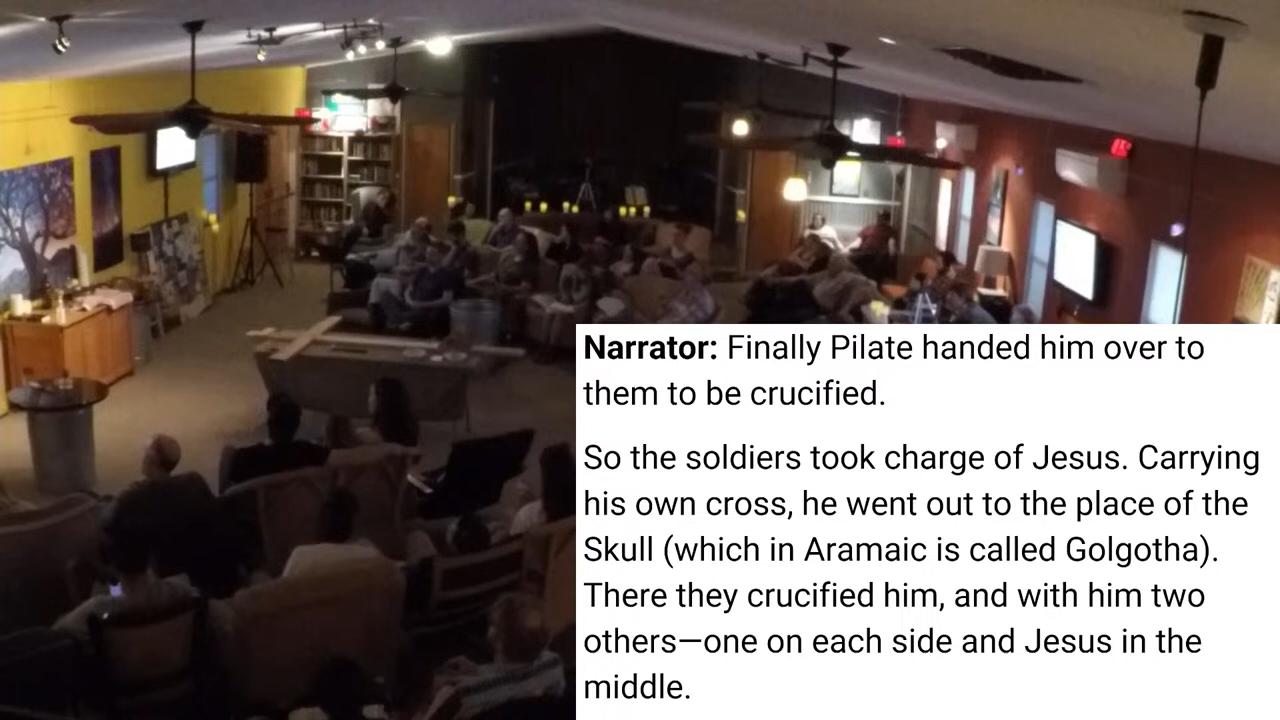 Narrator: Finally Pilate handed him over to
them to be crucified.
So the soldiers took charge of Jesus. Carrying
his own cross, he went out to the place of the
Skull (which in Aramaic is called Golgotha).
There they crucified him, and with him two
others—one on each side and Jesus in the
middle.